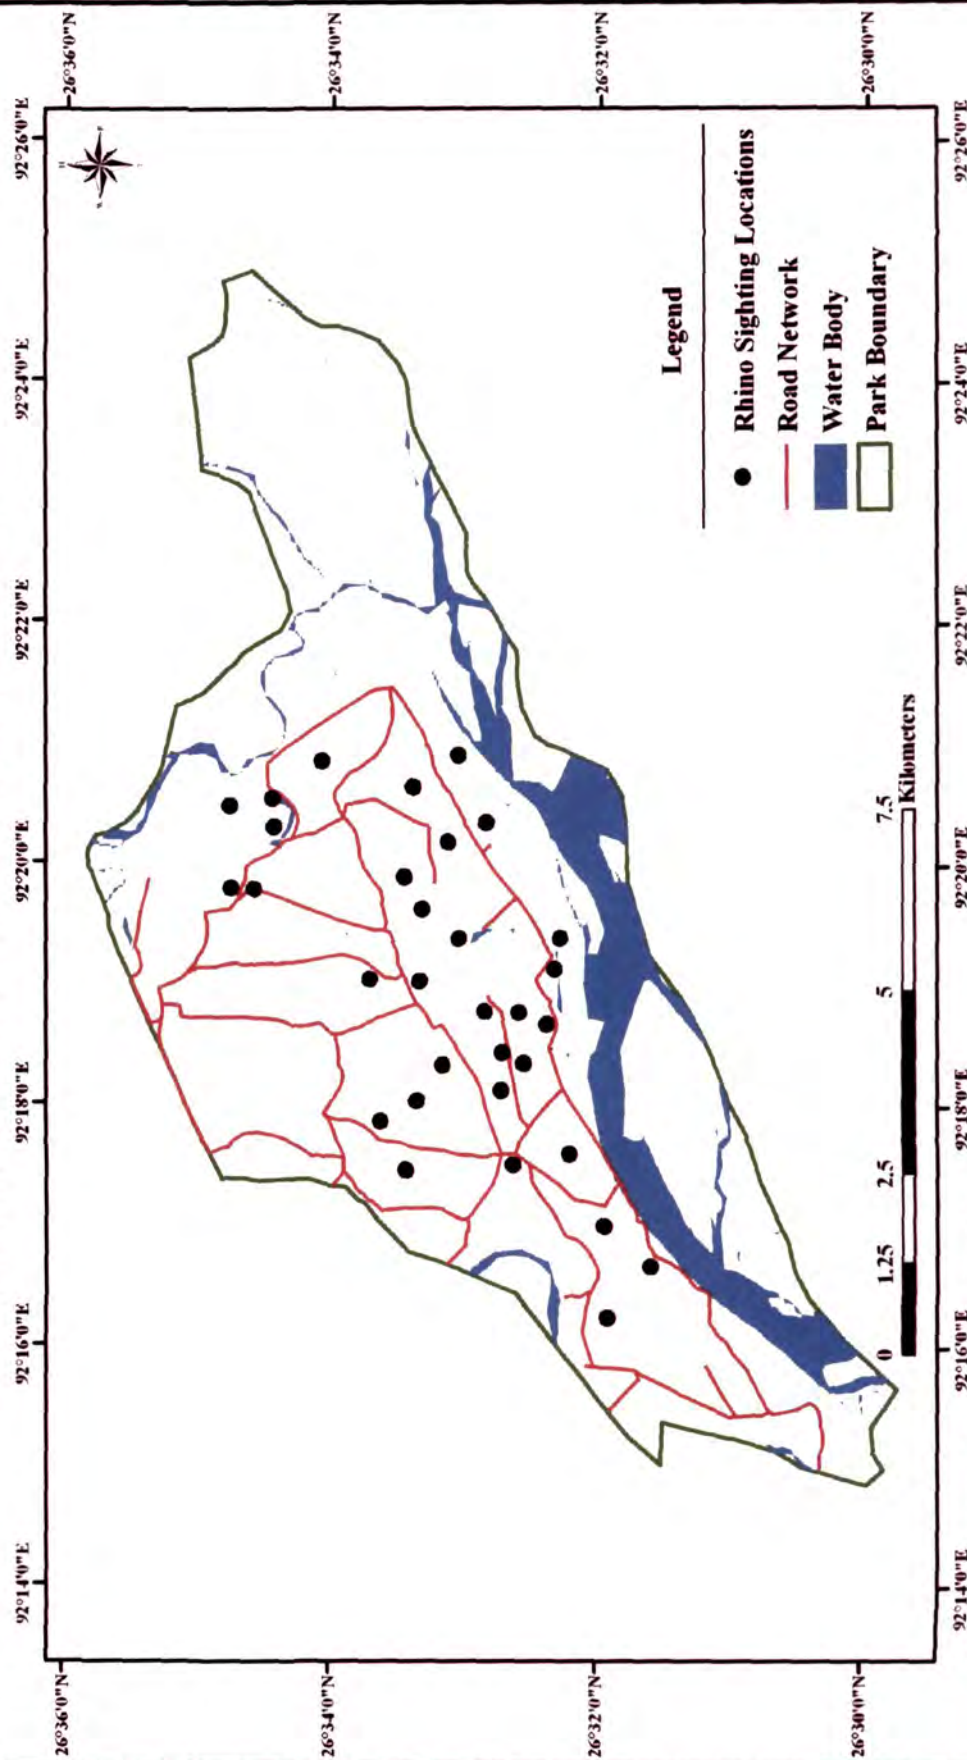 92°14'0"E 92°16'0"E 92°18'0"E 92°20'0"E 92°22'0"E 92°24'0"E 92°26'0"E
26°36'0"N 26°36'0"N
26°34'0"N 26°34'0"N
26°32'0"N 26°32'0"N
26°30'0"N 26°30'0"N
Legend
Rhino Sighting Locations
Road Network
Water Body
Park Boundary
0 1.25 2.5 5 7.5
Kilometers
92°14'0"E 92°16'0"E 92°18'0"E 92°20'0"E 92°22'0"E 92°24'0"E 92°26'0"E